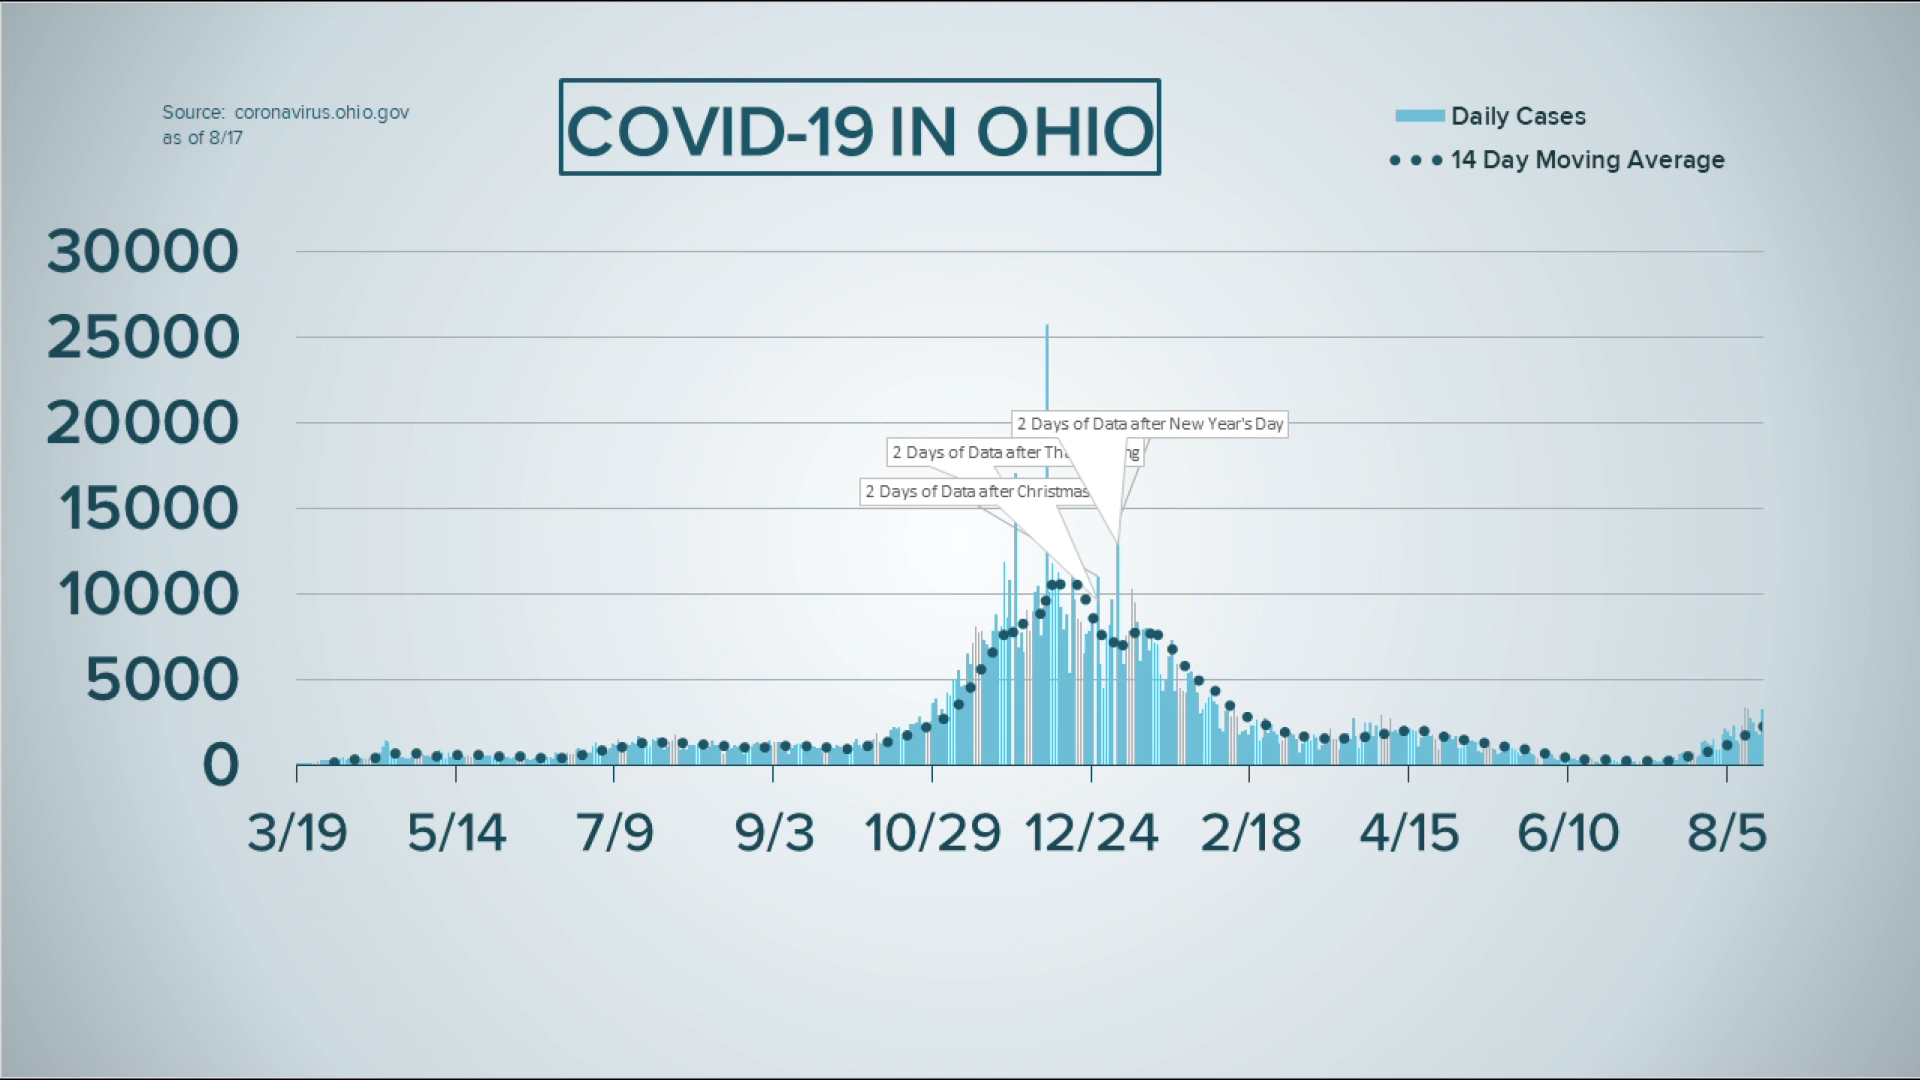 Source: coronavirus.ohio.gov
as of 8/17
COVID-19 IN OHIO
Daily Cases
14 Day Moving Average
30000
25000
20000
15000
10000
5000
0
2 Days of Data after New Year's Day
2 Days of Data after
2 Days of Data after Christmas
3/19 5/14 7/9 9/3 10/29 12/24 2/18 4/15 6/10 8/5